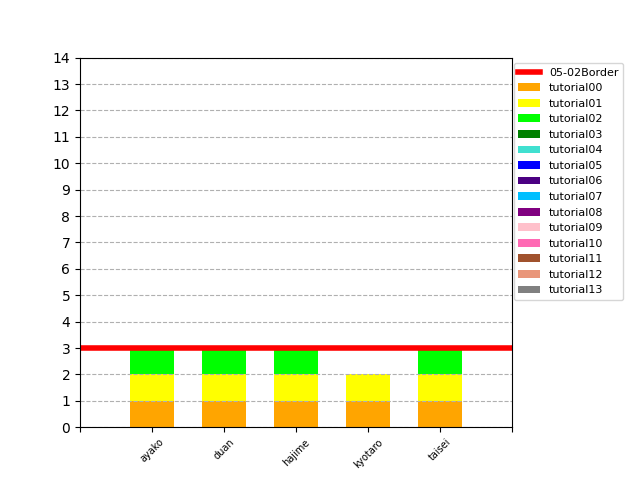 14
13
12
11
10
9
8
7
6
5
4
3
2
1
0
ayako
duan
hajime
kyotaro
taisei
05-02Border
tutorial00
tutorial01
tutorial02
tutorial03
tutorial04
tutorial05
tutorial06
tutorial07
tutorial08
tutorial09
tutorial10
tutorial11
tutorial12
tutorial13